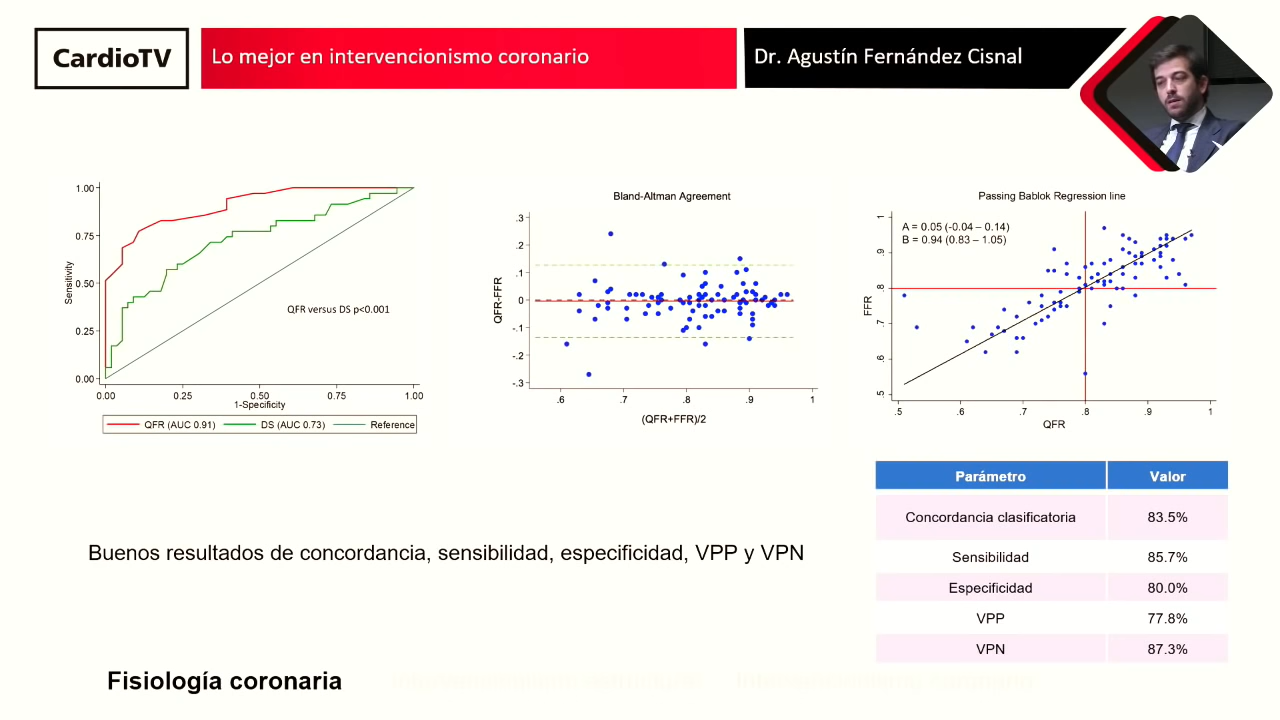 CardioTV
Lo mejor en intervencionismo coronario
Dr. Agustín Fernández Cisnal
1.00
0.75
0.50
0.25
0.00
Sensitivity
QFR versus DS p<0.001
0.00 0.25 0.50 0.75 1.00
1-Specificity
QFR (AUC 0.91) DS (AUC 0.73) Reference
Bland-Altman Agreement
.3
.2
.1
0
-.1
-.2
-.3
QFR-FFR
.6 .7 .8 .9 1
(QFR+FFR)/2
Passing Bablok Regression line
A = 0.05 (-0.04 – 0.14)
B = 0.94 (0.83 – 1.05)
1
.9
.8
.7
.6
.5
FFR
.5 .6 .7 .8 .9 1
QFR
Parámetro Valor
Concordancia clasificatoria 83.5%
Sensibilidad 85.7%
Especificidad 80.0%
VPP 77.8%
VPN 87.3%
Buenos resultados de concordancia, sensibilidad, especificidad, VPP y VPN
Fisiología coronaria